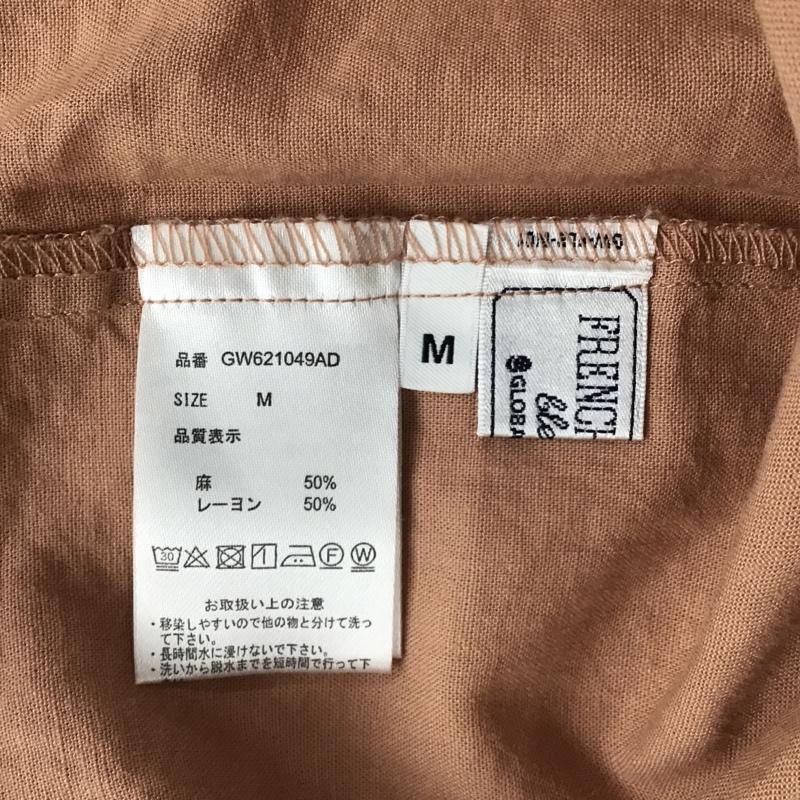 品番 GW621049AD
SIZE M
品質表示
麻 50%
レーヨン 50%
30
F
W
お取扱い上の注意
・移染しやすいので他の物と分けて洗っ
て下さい。
・長時間水に浸けないで下さい。
・洗いから脱水までを短時間で行って下
M
FRENCH
ble
GLOBA